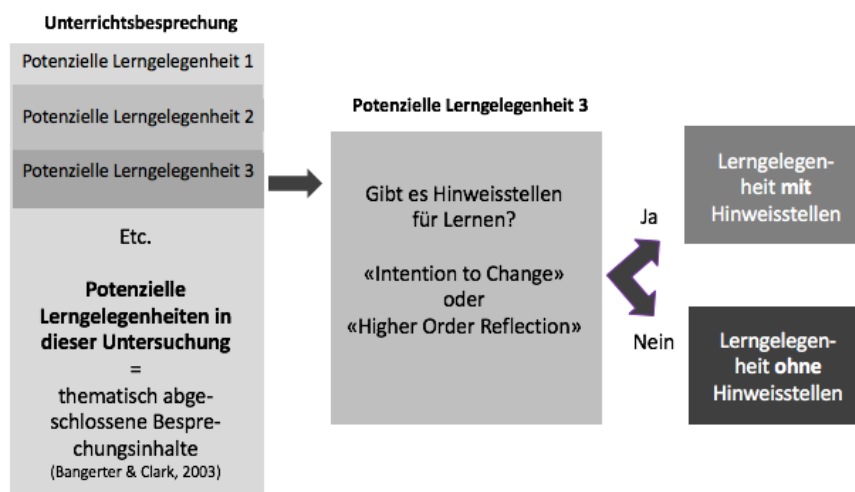 Unterrichtsbesprechung
Potenzielle Lerngelegenheit 1
Potenzielle Lerngelegenheit 2
Potenzielle Lerngelegenheit 3
Etc.
Potenzielle
Lerngelegenheiten in
dieser Untersuchung
=
thematisch abge-
schlossene Bespre-
chungsinhalte
(Bangerter & Clark, 2003)
Potenzielle Lerngelegenheit 3
Gibt es Hinweisstellen
für Lernen?
«Intention to Change»
oder
«Higher Order Reflection»
Ja
Nein
Lerngelegen-
heit mit
Hinweisstellen
Lerngelegen-
heit ohne
Hinweisstellen